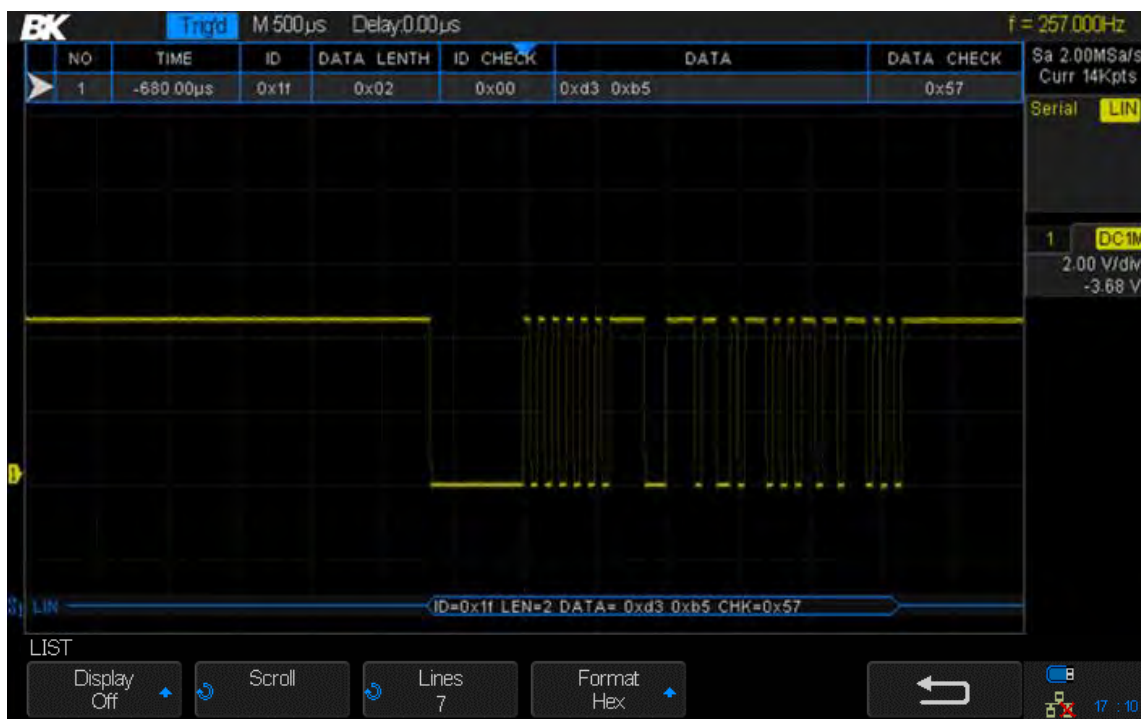 BK Trig'd M 500µs Delay:0.00µs f = 257.000Hz
NO TIME ID DATA LENTH ID CHECK DATA DATA CHECK
1 -680.00µs 0x1f 0x02 0x00 0xd3 0xb5 0x57
Sa 2.00MSa/s
Curr 14Kpts
Serial LIN
1 DC1M
2.00 V/div
-3.68 V
1
S1 LIN ID=0x1f LEN=2 DATA= 0xd3 0xb5 CHK=0x57
LIST
Display Off
Scroll
Lines 7
Format Hex
17 : 10